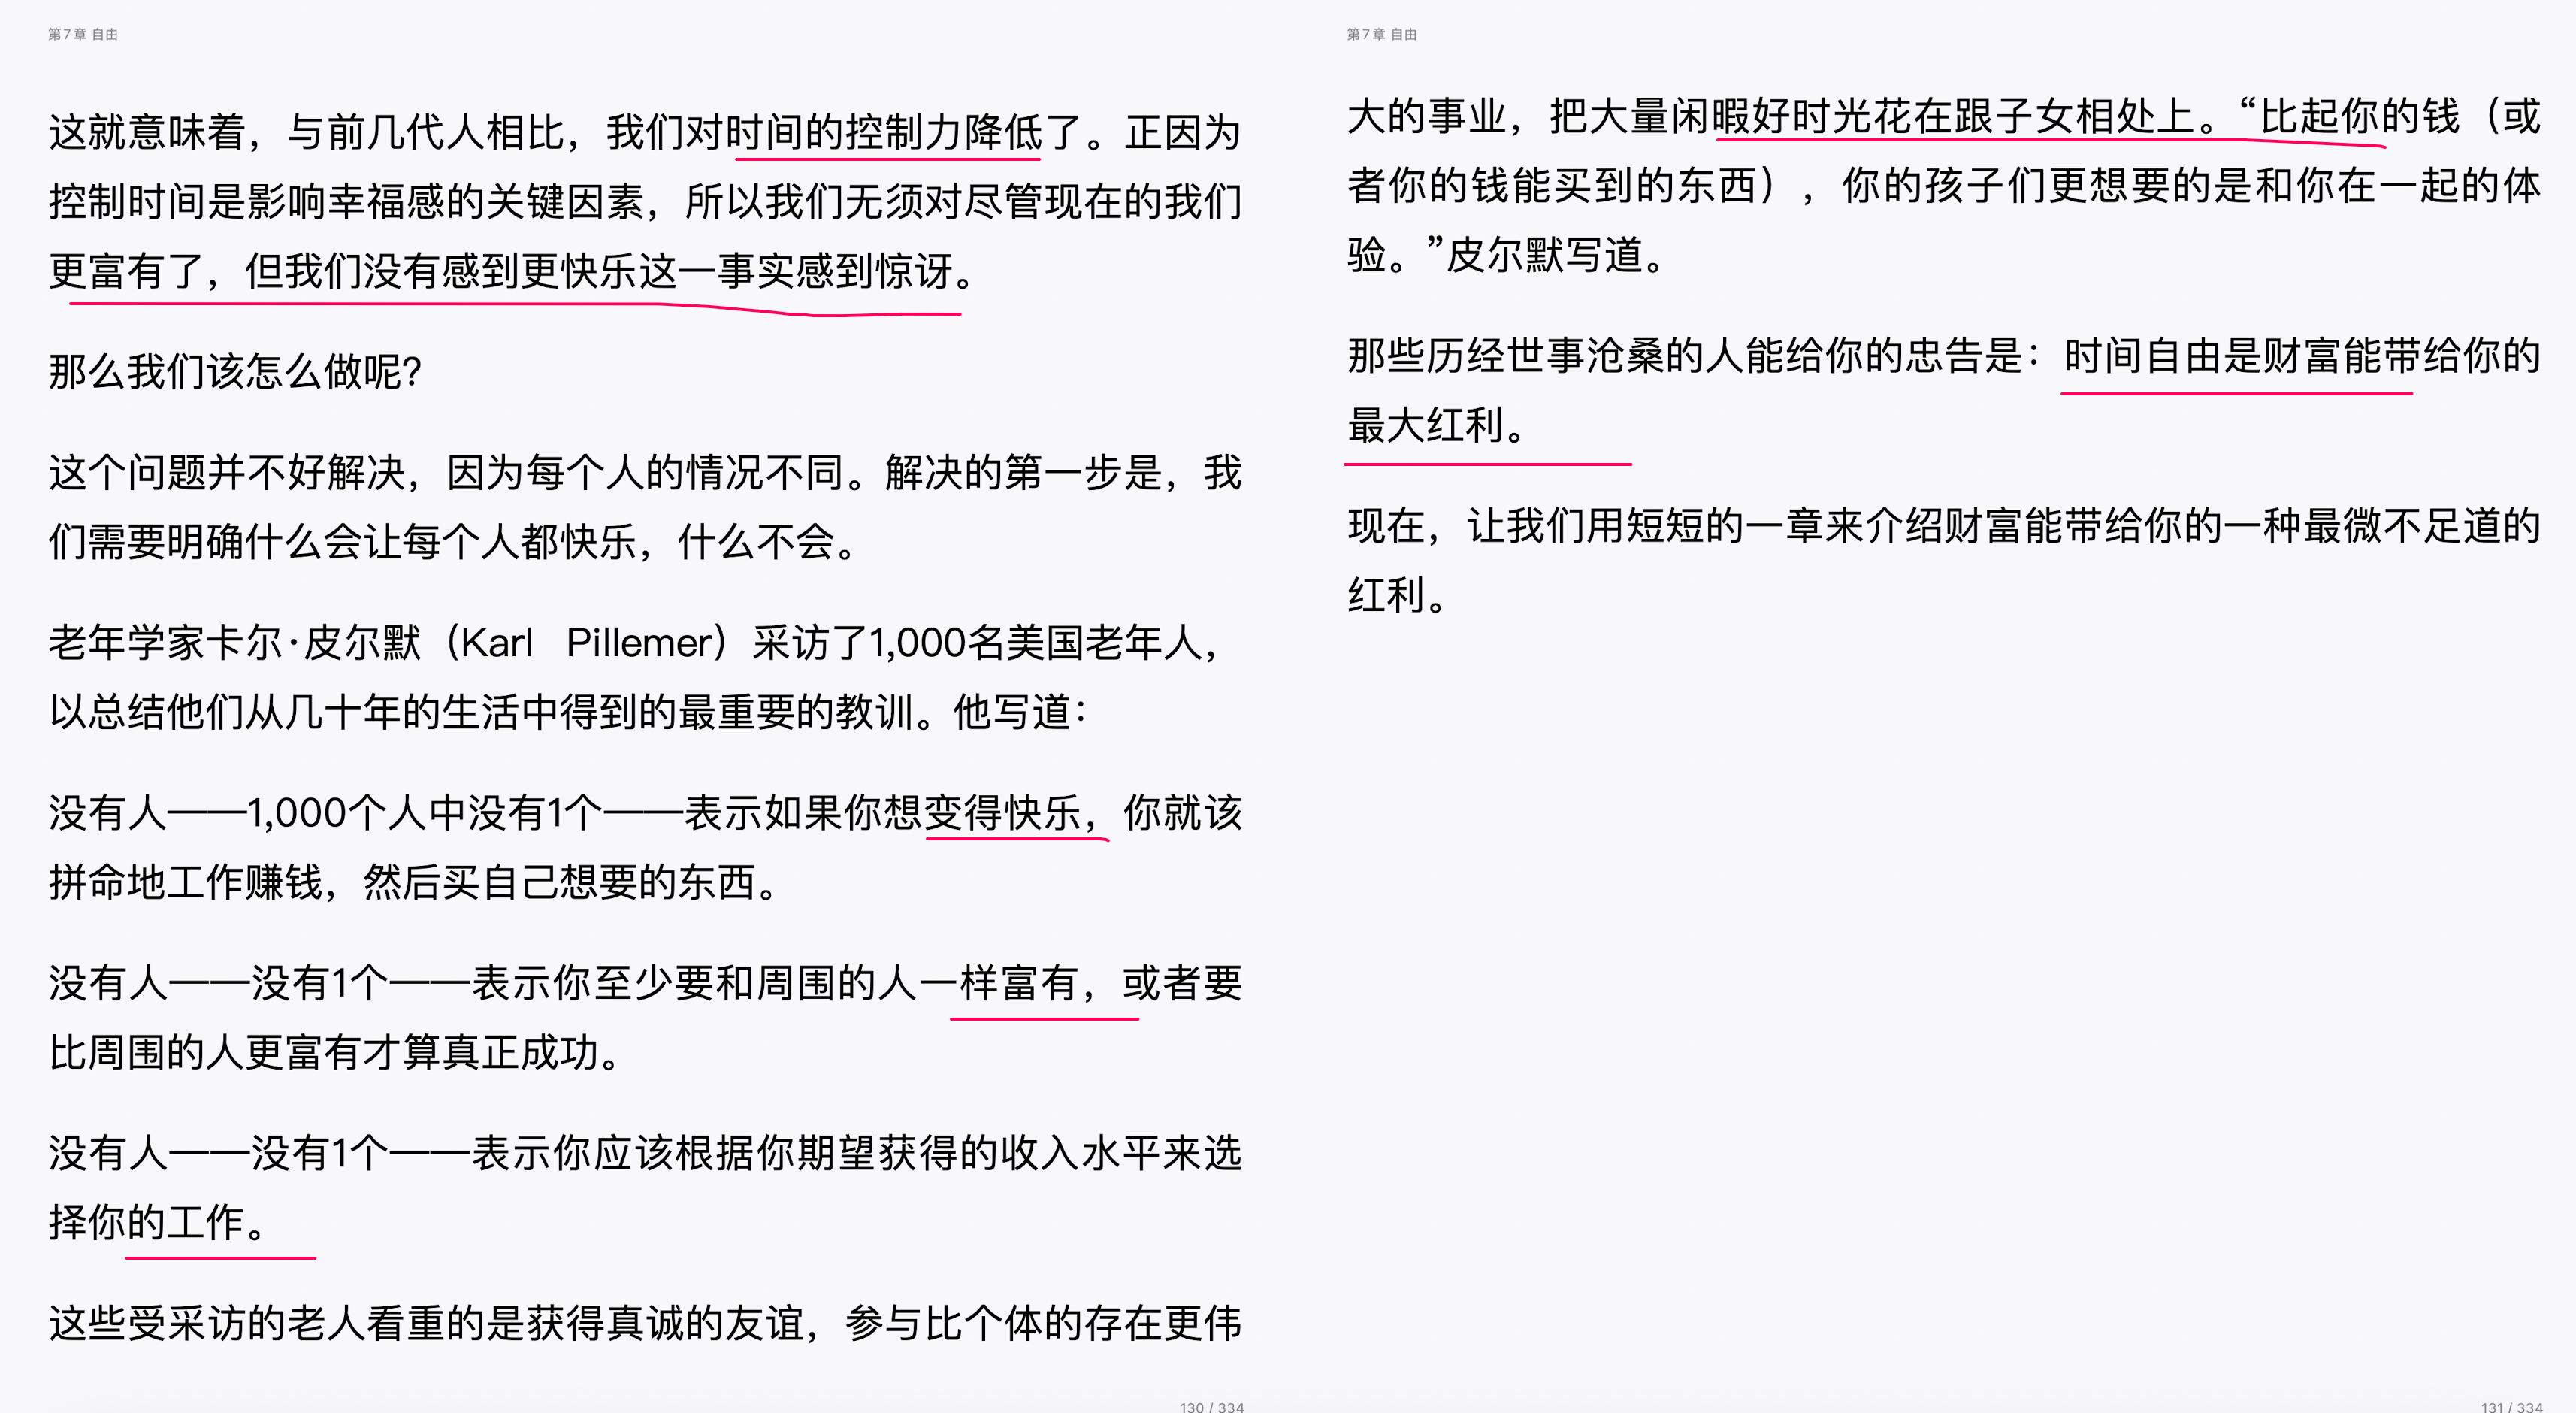 第7章 自由
这就意味着，与前几代人相比，我们对时间的控制力降低了。正因为
控制时间是影响幸福感的关键因素，所以我们无须对尽管现在的我们
更富有了，但我们没有感到更快乐这一事实感到惊讶。
那么我们该怎么做呢？
这个问题并不好解决，因为每个人的情况不同。解决的第一步是，我
们需要明确什么会让每个人都快乐，什么不会。
老年学家卡尔·皮尔默（Karl Pillemer）采访了1,000名美国老年人，
以总结他们从几十年的生活中得到的最重要的教训。他写道：
没有人——1,000个人中没有1个——表示如果你想变得快乐，你就该
拼命地工作赚钱，然后买自己想要的东西。
没有人——没有1个——表示你至少要和周围的人一样富有，或者要
比周围的人更富有才算真正成功。
没有人——没有1个——表示你应该根据你期望获得的收入水平来选
择你的工作。
这些受采访的老人看重的是获得真诚的友谊，参与比个体的存在更伟
130 / 334
第7章 自由
大的事业，把大量闲暇好时光花在跟子女相处上。“比起你的钱（或
者你的钱能买到的东西），你的孩子们更想要的是和你在一起的体
验。”皮尔默写道。
那些历经世事沧桑的人能给你的忠告是：时间自由是财富能带给你的
最大红利。
现在，让我们用短短的一章来介绍财富能带给你的一种最微不足道的
红利。
131 / 334